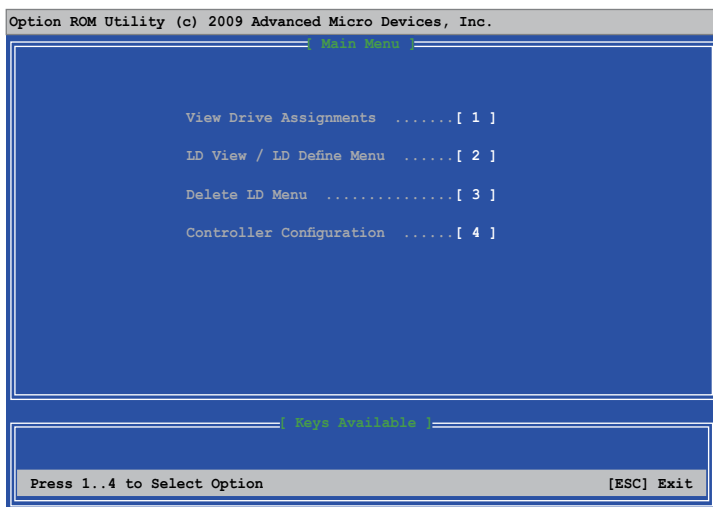 Option ROM Utility (c) 2009 Advanced Micro Devices, Inc.
[ Main Menu ]
View Drive Assignments .......[ 1 ]
LD View / LD Define Menu ......[ 2 ]
Delete LD Menu ...............[ 3 ]
Controller Configuration ......[ 4 ]
[ Keys Available ]
Press 1..4 to Select Option [ESC] Exit